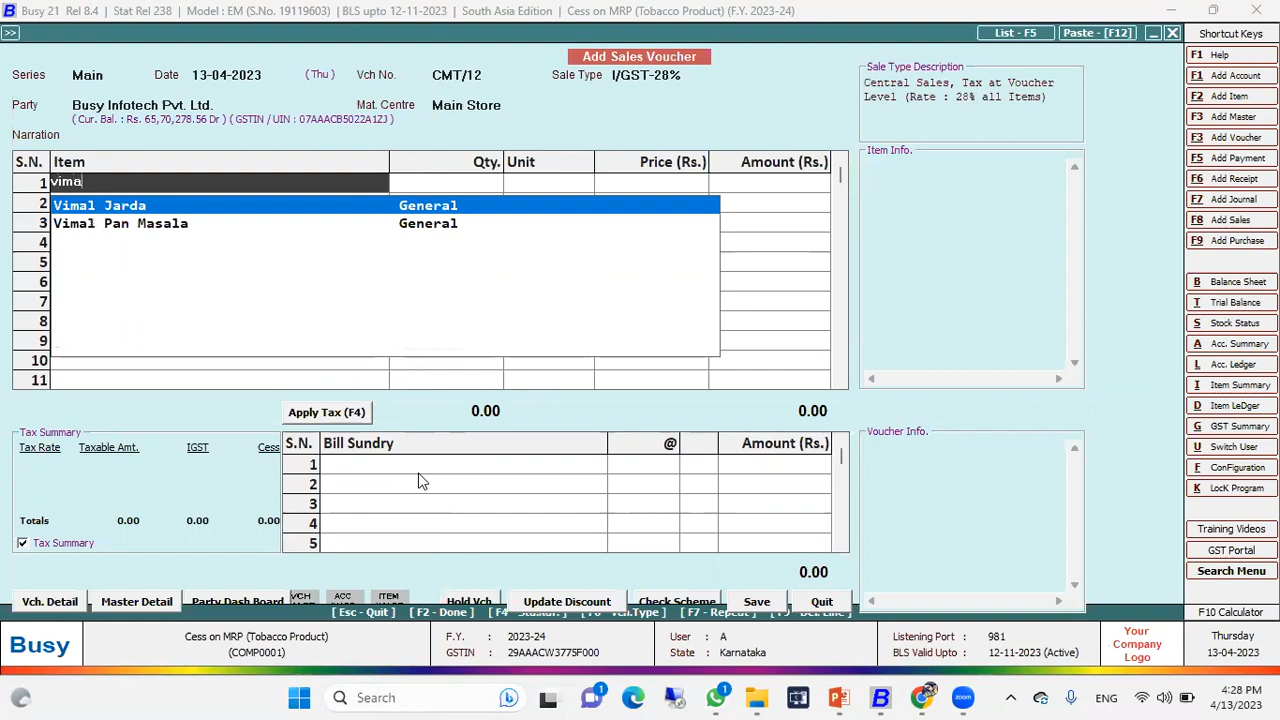 Busy 21 Rel 8.4 | Stat Rel 238 | Model : EM (S.No. 19119603) | BLS upto 12-11-2023 | South Asia Edition | Cess on MRP (Tobacco Product) (F.Y. 2023-24)
>> List - F5 Paste - [F12] Shortcut Keys
Add Sales Voucher
F1 Help
Series Main Date 13-04-2023 (Thu) Vch No. CMT/12 Sale Type I/GST-28%
Sale Type Description
Central Sales, Tax at Voucher
Level (Rate : 28% all Items)
F1 Add Account
F2 Add Item
Party Busy Infotech Pvt. Ltd. Mat. Centre Main Store
( Cur. Bal. : Rs. 65,70,278.56 Dr ) ( GSTIN / UIN : 07AAACB5022A1ZJ )
Narration
F3 Add Master
F3 Add Voucher
F5 Add Payment
F6 Add Receipt
F7 Add Journal
F8 Add Sales
F9 Add Purchase
S.N. Item Qty. Unit Price (Rs.) Amount (Rs.)
Item Info.
1 vima
2 Vimal Jarda General
3 Vimal Pan Masala General
4
5
6
7
8
9
10
11
B Balance Sheet
T Trial Balance
S Stock Status
A Acc. Summary
L Acc. Ledger
I Item Summary
D Item LeDger
G GST Summary
U Switch User
F ConFiguration
K LocK Program
Training Videos
GST Portal
Search Menu
Apply Tax (F4) 0.00 0.00
Tax Summary
Tax Rate Taxable Amt. IGST Cess
Totals 0.00 0.00 0.00
Tax Summary
S.N. Bill Sundry @ Amount (Rs.)
1
2
3
4
5
0.00
Voucher Info.
Vch. Detail Master Detail Party Dash Board VCH ACC ITEM Hold Vch Update Discount Check Scheme Save Quit
[ Esc - Quit ] [ F2 - Done ] [ F7 - Repeat ]
F10 Calculator
Busy
Cess on MRP (Tobacco Product)
(COMP0001)
F.Y. : 2023-24
GSTIN : 29AAACW3775F000
User : A
State : Karnataka
Listening Port : 981
BLS Valid Upto : 12-11-2023 (Active)
Your
Company
Logo
Thursday
13-04-2023
Search
ENG
4:28 PM
4/13/2023